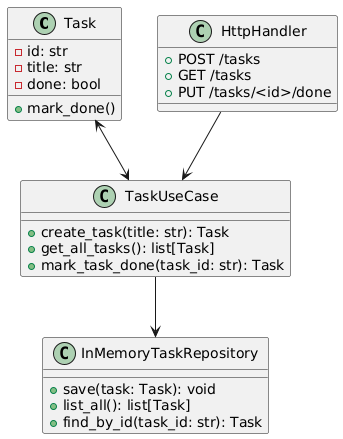 C Task
id: str
title: str
done: bool
mark_done()
C HttpHandler
POST /tasks
GET /tasks
PUT /tasks/<id>/done
C TaskUseCase
create_task(title: str): Task
get_all_tasks(): list[Task]
mark_task_done(task_id: str): Task
C InMemoryTaskRepository
save(task: Task): void
list_all(): list[Task]
find_by_id(task_id: str): Task